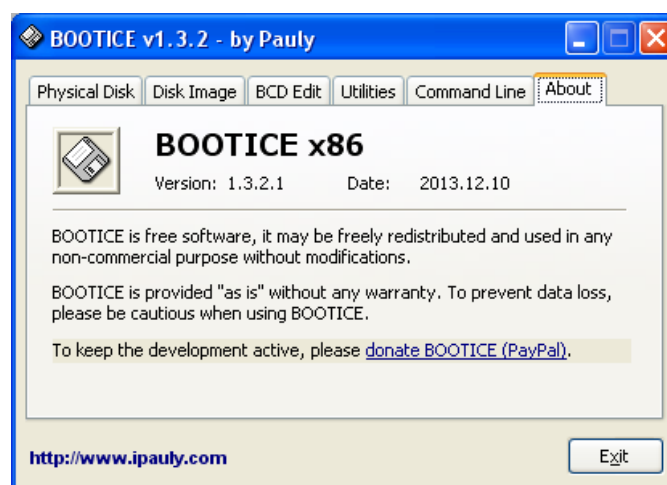 BOOTICE v1.3.2 - by Pauly
Physical Disk Disk Image BCD Edit Utilities Command Line About
BOOTICE x86
Version: 1.3.2.1 Date: 2013.12.10
BOOTICE is free software, it may be freely redistributed and used in any
non-commercial purpose without modifications.
BOOTICE is provided "as is" without any warranty. To prevent data loss,
please be cautious when using BOOTICE.
To keep the development active, please donate BOOTICE (PayPal).
http://www.ipauly.com Exit